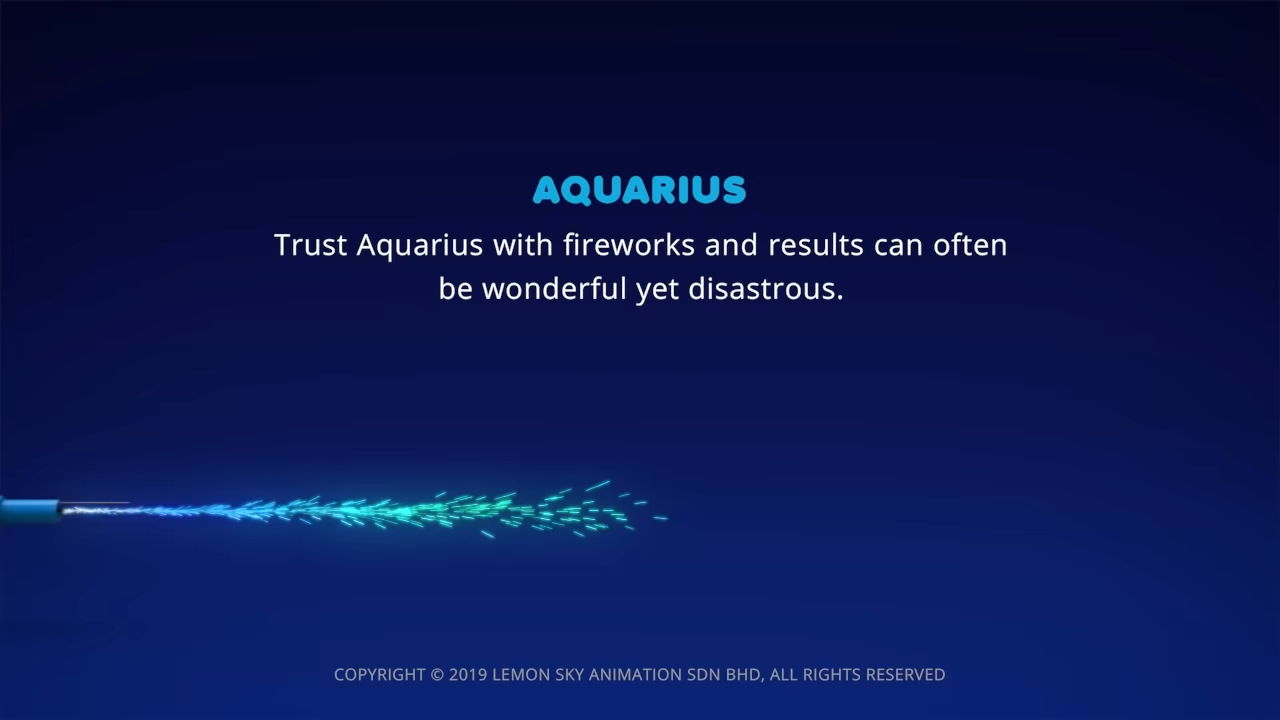 AQUARIUS
Trust Aquarius with fireworks and results can often
be wonderful yet disastrous.
COPYRIGHT © 2019 LEMON SKY ANIMATION SDN BHD, ALL RIGHTS RESERVED